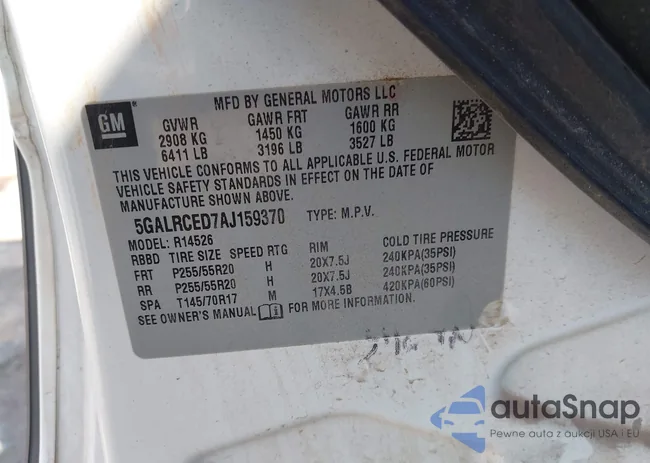 MFD BY GENERAL MOTORS LLC
GM
GVWR GAWR FRT GAWR RR
2908 KG 1450 KG 1600 KG
6411 LB 3196 LB 3527 LB
THIS VEHICLE CONFORMS TO ALL APPLICABLE U.S. FEDERAL MOTOR
VEHICLE SAFETY STANDARDS IN EFFECT ON THE DATE OF
MANUFACTURE SHOWN ABOVE.
5GALRCED7AJ159370 TYPE: M.P.V.
MODEL: R14526
RBBD TIRE SIZE SPEED RTG RIM COLD TIRE PRESSURE
FRT P255/55R20 H 20X7.5J 240KPA(35PSI)
RR P255/55R20 H 20X7.5J 240KPA(35PSI)
SPA T145/70R17 M 17X4.5B 420KPA(60PSI)
SEE OWNER'S MANUAL FOR MORE INFORMATION.
autaSnap
Pewne auto z aukcji USA i EU